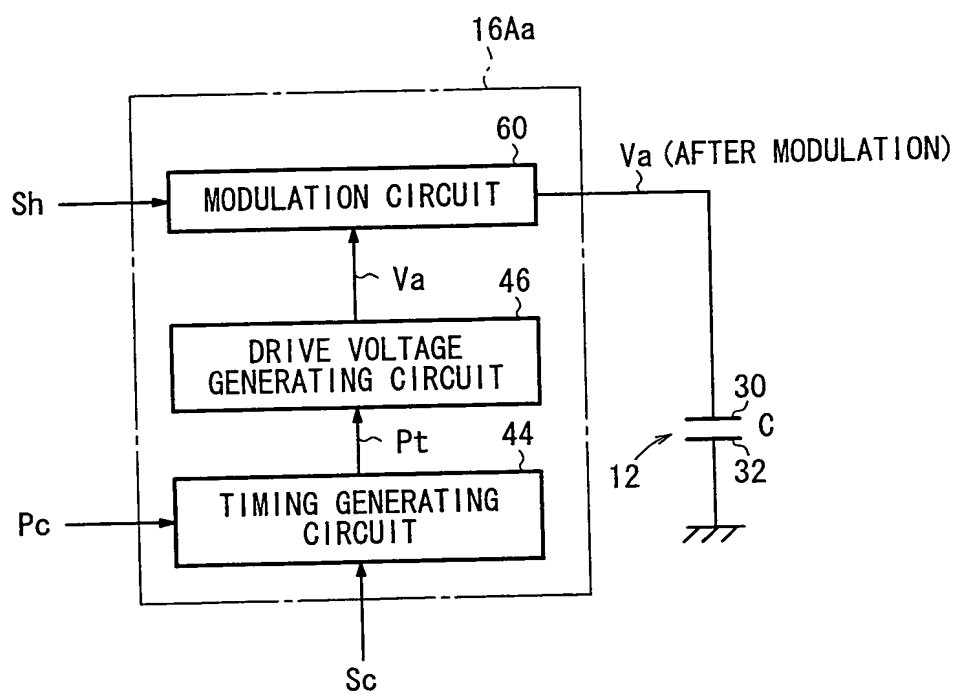 16Aa
60
Va (AFTER MODULATION)
Sh
MODULATION CIRCUIT
Va
46
DRIVE VOLTAGE
GENERATING CIRCUIT
30
C
Pt
44
12
32
Pc
TIMING GENERATING
CIRCUIT
Sc